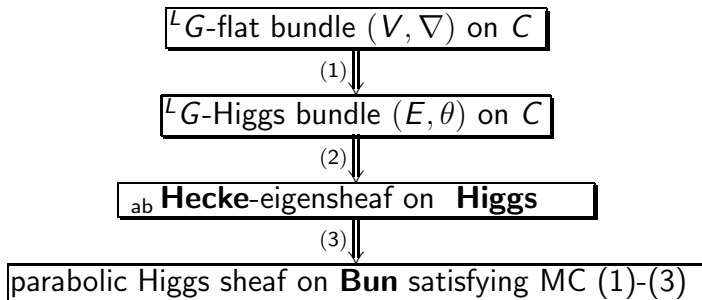 ᴸG-flat bundle (V, ∇) on C
(1)
ᴸG-Higgs bundle (E, θ) on C
(2)
ab Hecke-eigensheaf on Higgs
(3)
parabolic Higgs sheaf on Bun satisfying MC (1)-(3)